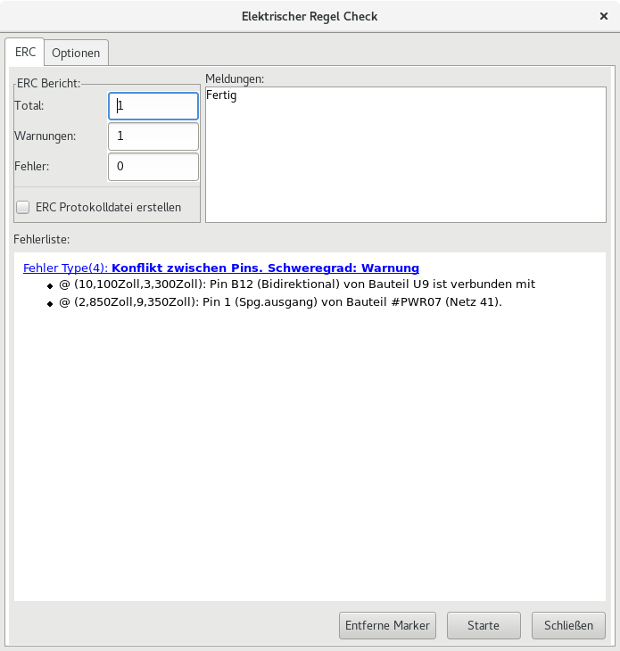 Elektrischer Regel Check
ERC
Optionen
ERC Bericht:
Total:
1
Warnungen:
1
Fehler:
0
ERC Protokolldatei erstellen
Meldungen:
Fertig
Fehlerliste:
Fehler Type(4): Konflikt zwischen Pins. Schweregrad: Warnung
@ (10,100Zoll,3,300Zoll): Pin B12 (Bidirektional) von Bauteil U9 ist verbunden mit
@ (2,850Zoll,9,350Zoll): Pin 1 (Spg.ausgang) von Bauteil #PWR07 (Netz 41).
Entferne Marker
Starte
Schließen